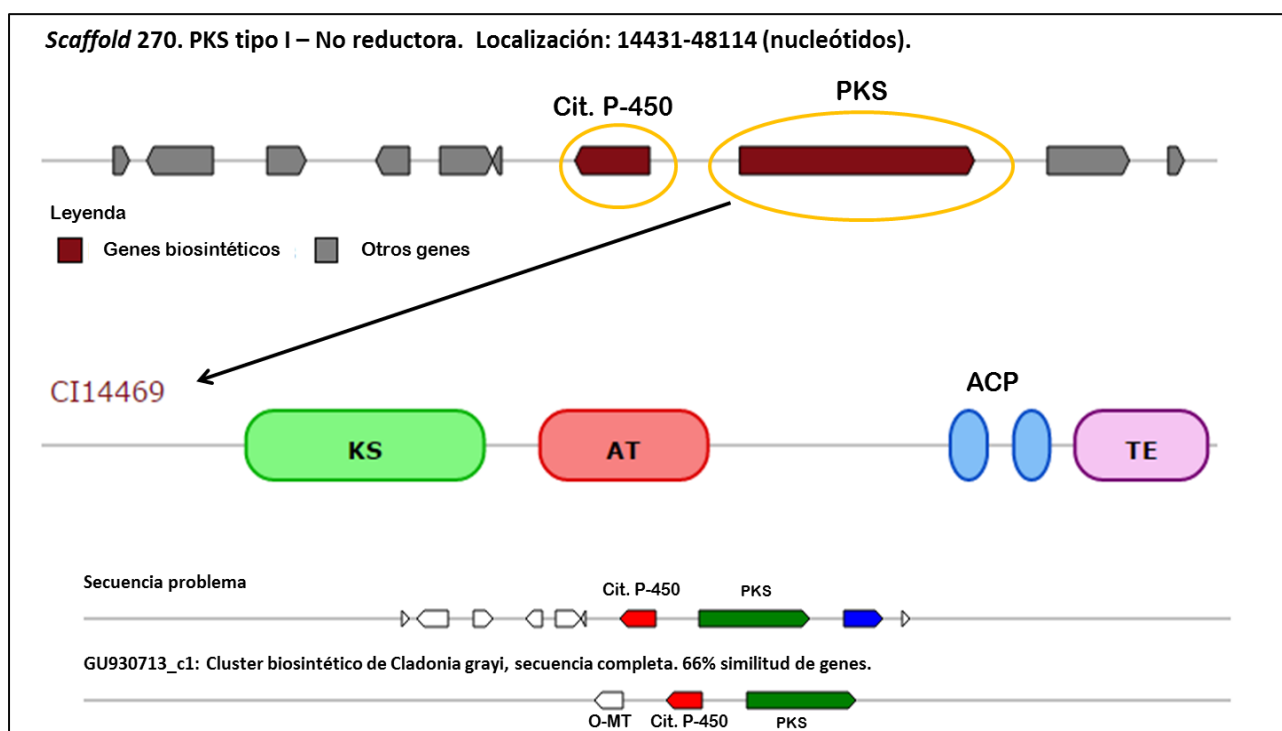 Scaffold 270. PKS tipo I – No reductora. Localización: 14431-48114 (nucleótidos).
Cit. P-450
PKS
Leyenda
Genes biosintéticos
Otros genes
CI14469
ACP
KS
AT
TE
Secuencia problema
Cit. P-450
PKS
GU930713_c1: Cluster biosintético de Cladonia grayi, secuencia completa. 66% similitud de genes.
O-MT
Cit. P-450
PKS